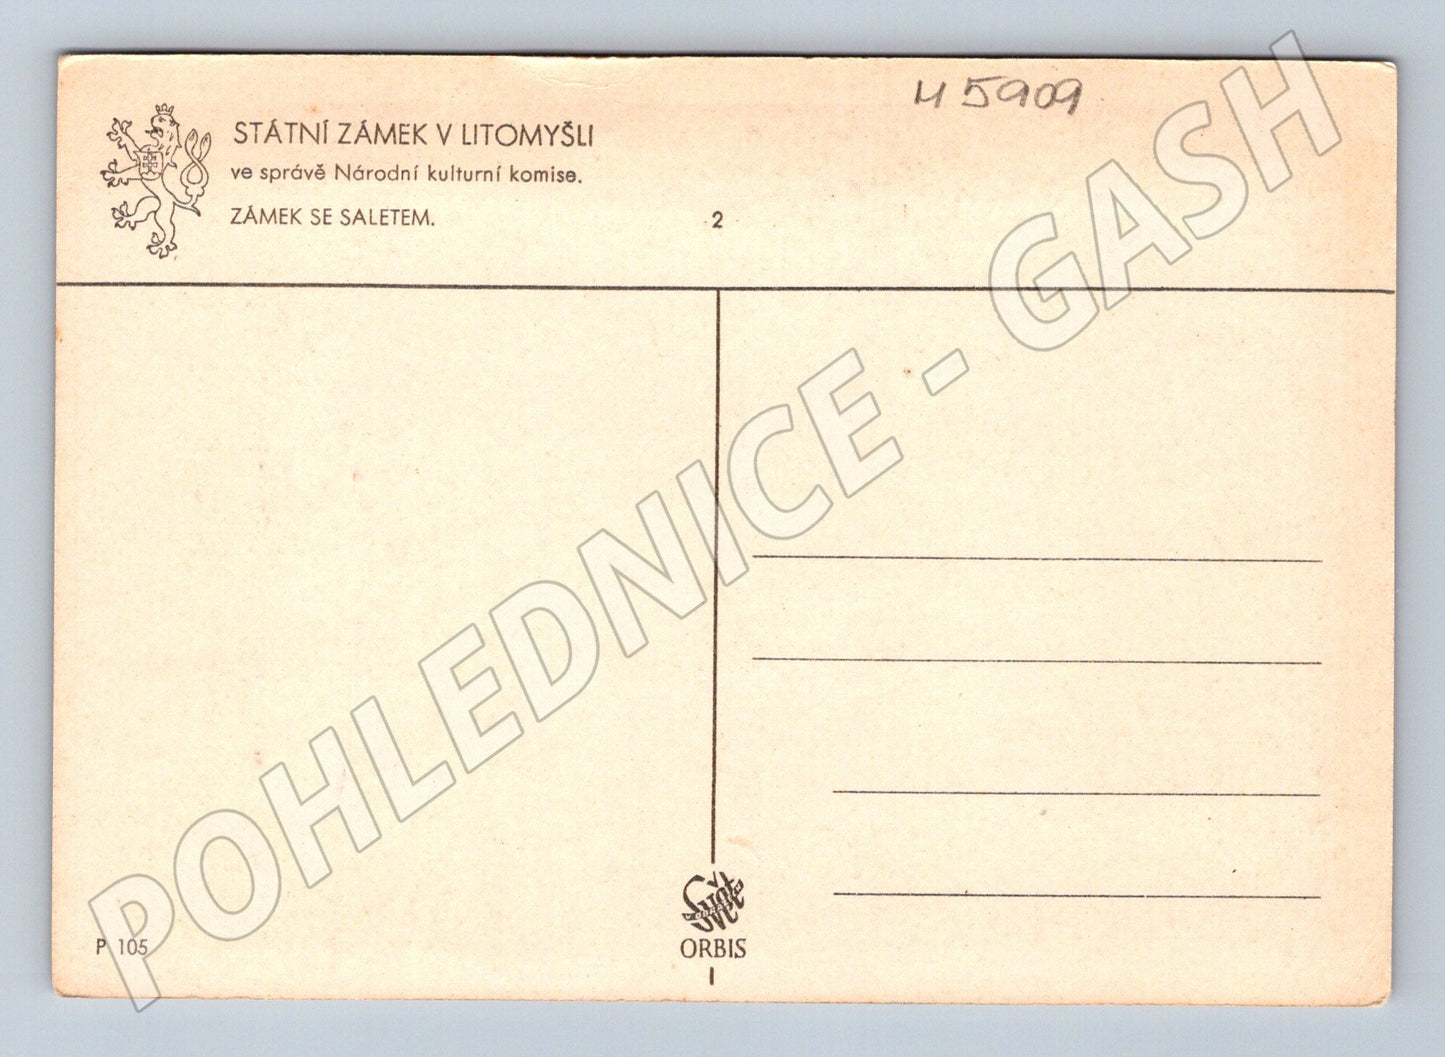 45909
STÁTNÍ ZÁMEK V LITOMYŠLI
ve správě Národní kulturní komise.
ZÁMEK SE SALETEM.
2
POHLEDNICE - GASH
P 105
ORBIS